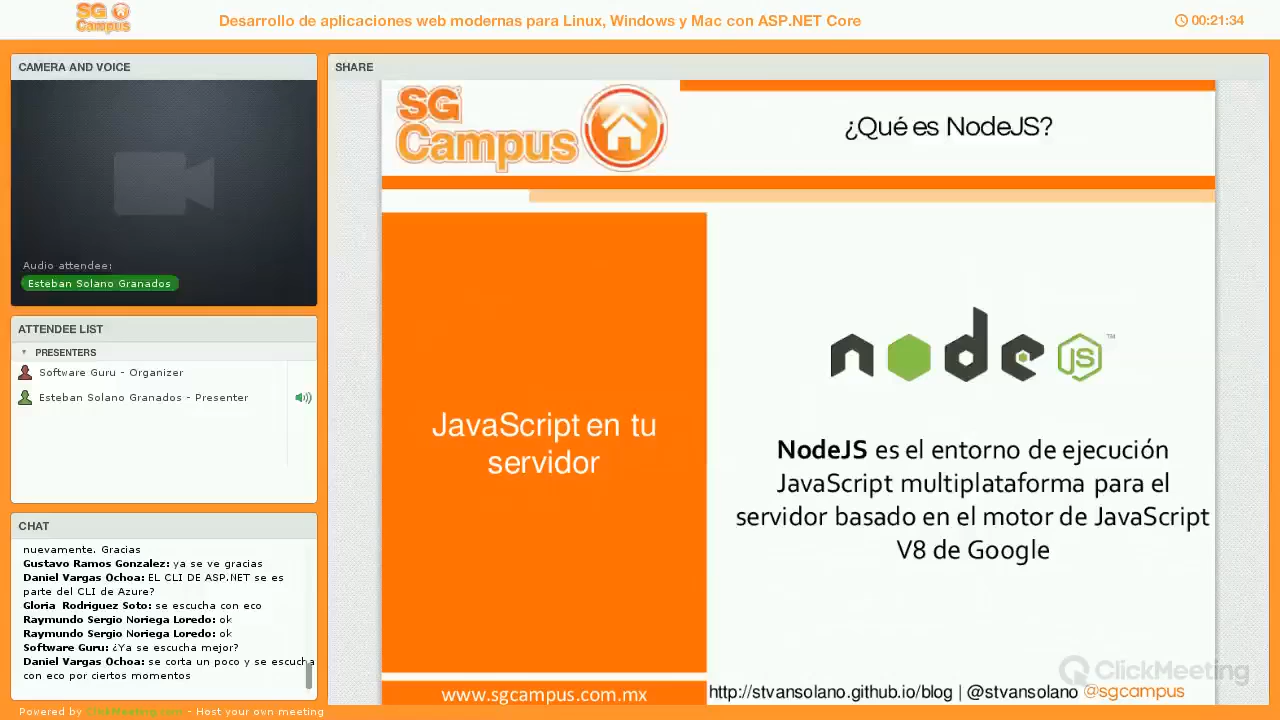 SG
Campus
Desarrollo de aplicaciones web modernas para Linux, Windows y Mac con ASP.NET Core
00:21:34
CAMERA AND VOICE
Audio attendee:
Esteban Solano Granados
ATTENDEE LIST
PRESENTERS
Software Guru - Organizer
Esteban Solano Granados - Presenter
CHAT
nuevamente. Gracias
Gustavo Ramos Gonzalez: ya se ve gracias
Daniel Vargas Ochoa: EL CLI DE ASP.NET se es
parte del CLI de Azure?
Gloria Rodriguez Soto: se escucha con eco
Raymundo Sergio Noriega Loredo: ok
Raymundo Sergio Noriega Loredo: ok
Software Guru: ¿Ya se escucha mejor?
Daniel Vargas Ochoa: se corta un poco y se escucha
con eco por ciertos momentos
Powered by ClickMeeting.com - Host your own meeting
SHARE
SG
Campus
¿Qué es NodeJS?
JavaScript en tu
servidor
node JS ™
NodeJS es el entorno de ejecución
JavaScript multiplataforma para el
servidor basado en el motor de JavaScript
V8 de Google
ClickMeeting
www.sgcampus.com.mx
http://stvansolano.github.io/blog | @stvansolano @sgcampus